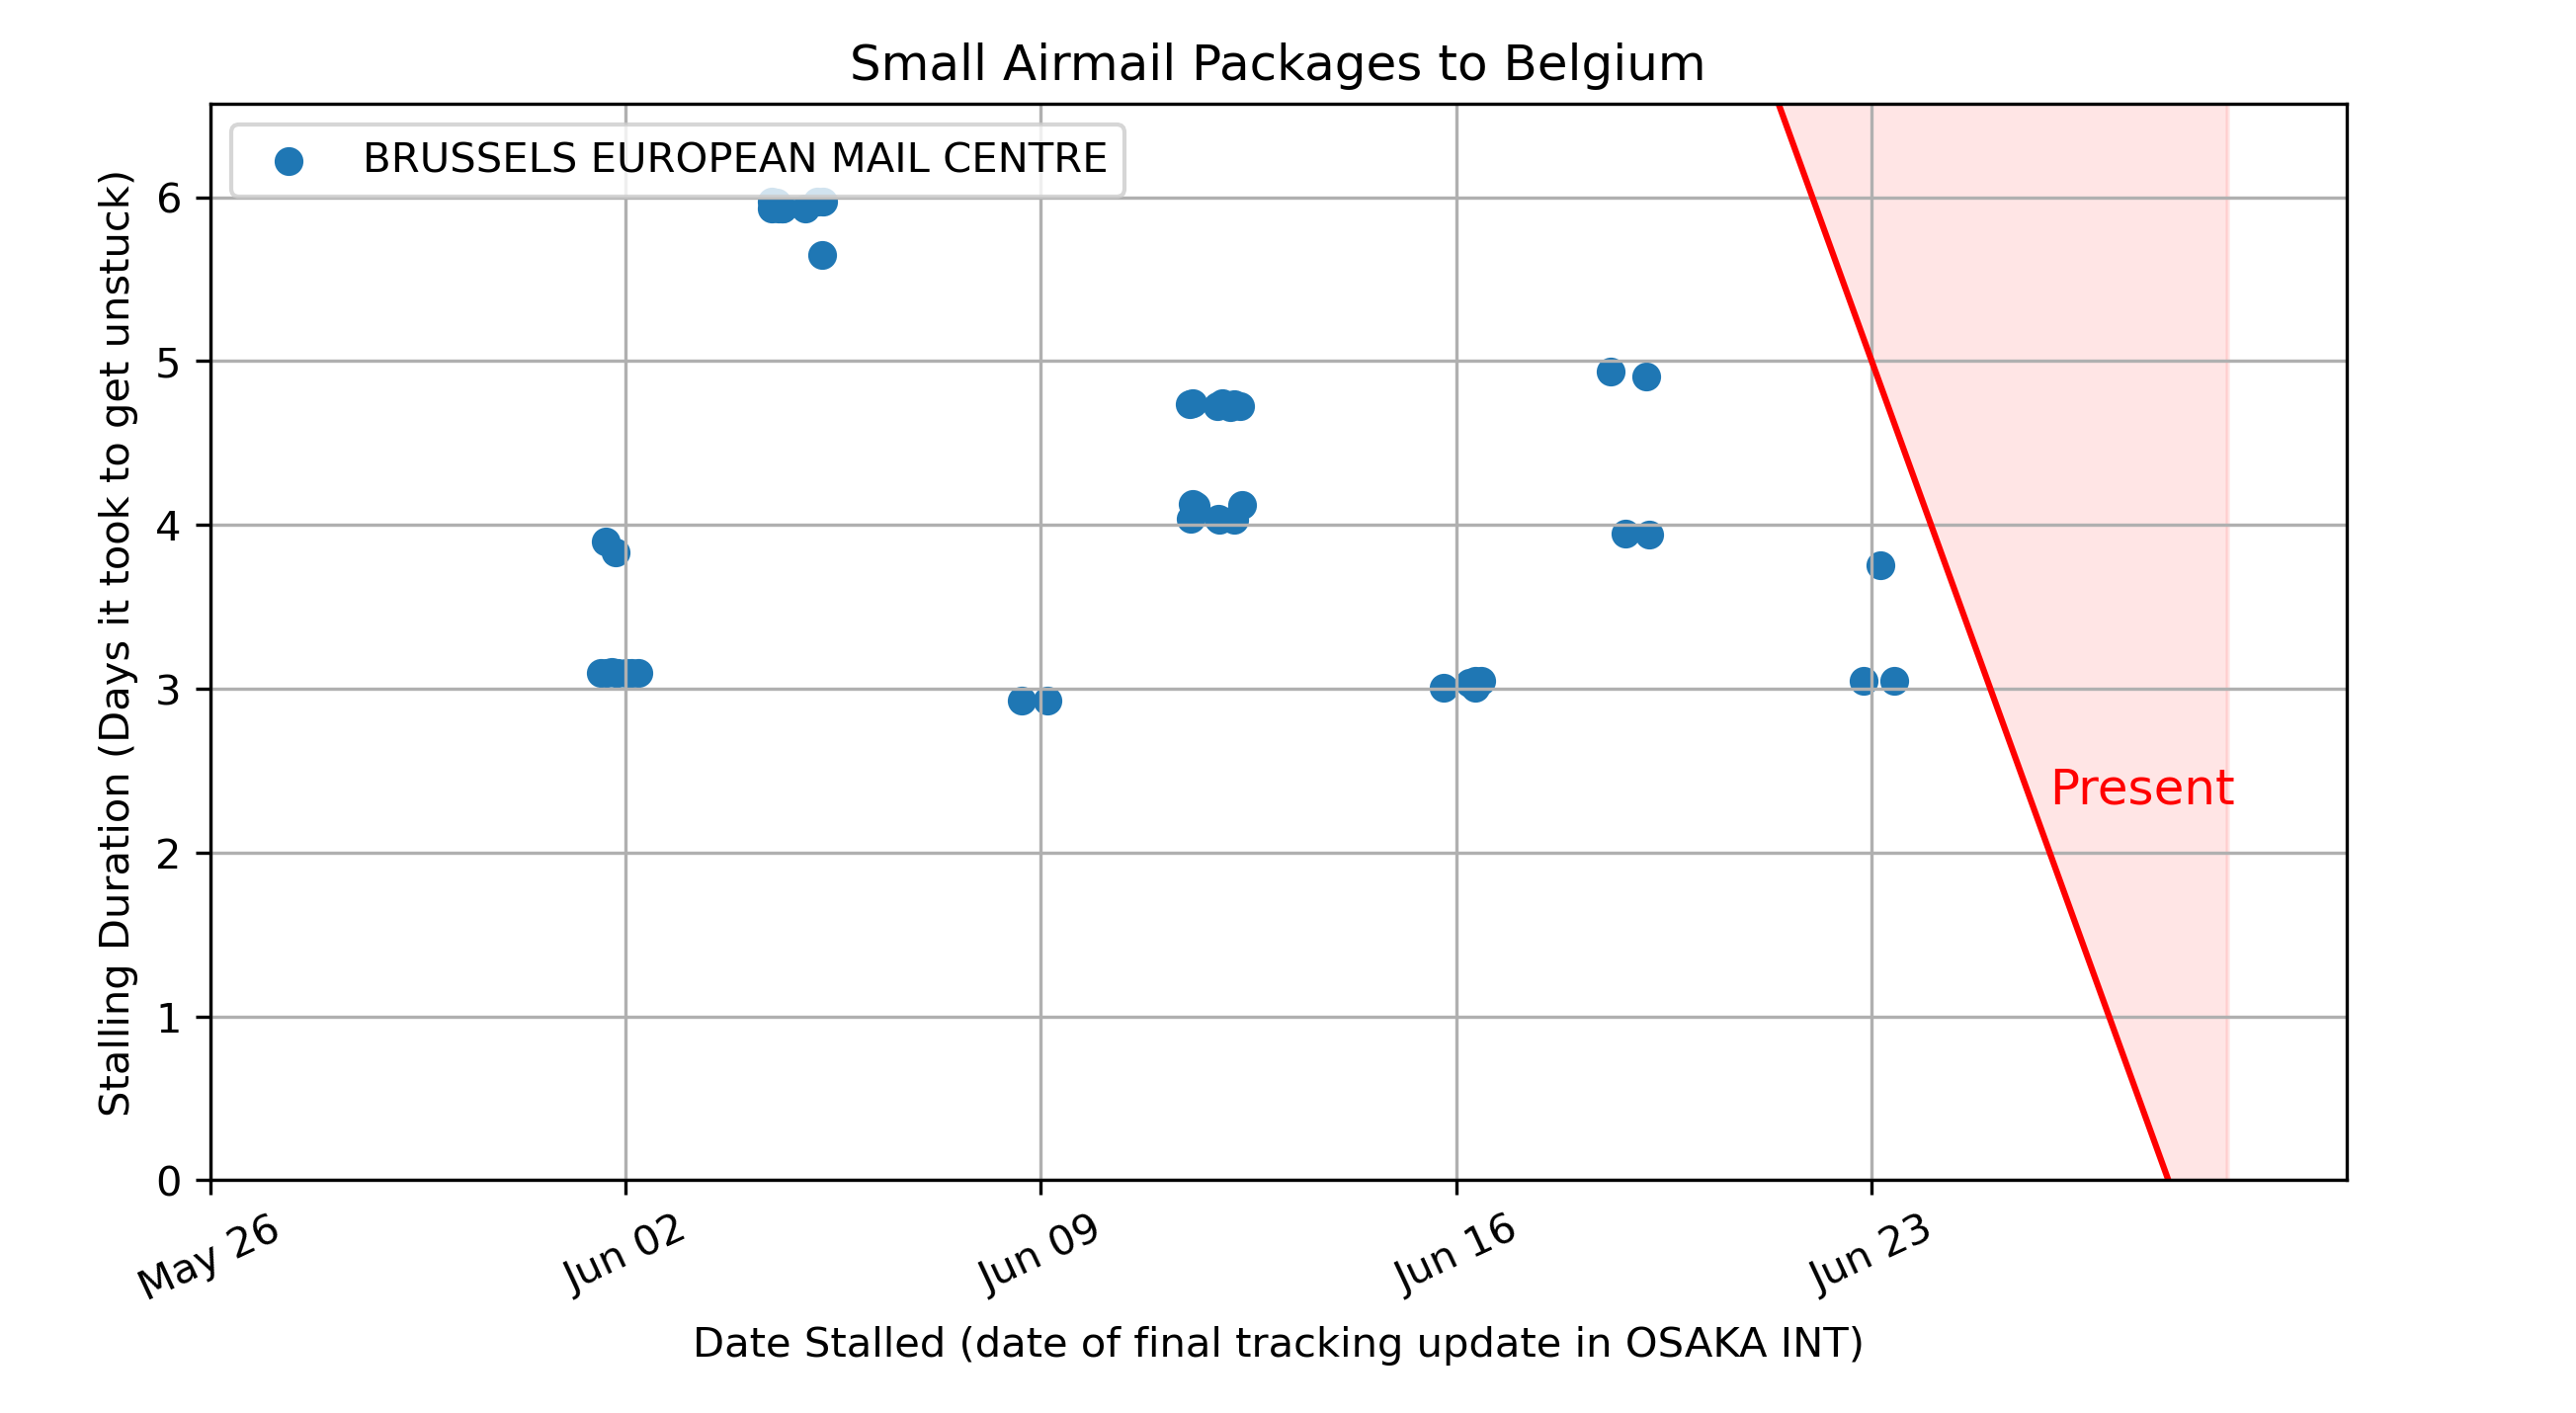 Small Airmail Packages to Belgium
BRUSSELS EUROPEAN MAIL CENTRE
Stalling Duration (Days it took to get unstuck)
6
5
4
3
2
1
0
Present
May 26
Jun 02
Jun 09
Jun 16
Jun 23
Date Stalled (date of final tracking update in OSAKA INT)